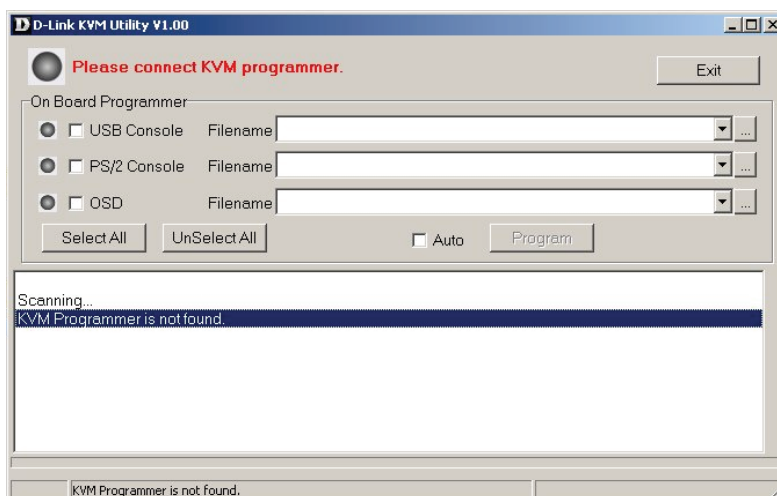 D-Link KVM Utility V1.00
Please connect KVM programmer.
Exit
On Board Programmer
USB Console Filename ...
PS/2 Console Filename ...
OSD Filename ...
Select All UnSelect All Auto Program
Scanning...
KVM Programmer is not found.
KVM Programmer is not found.